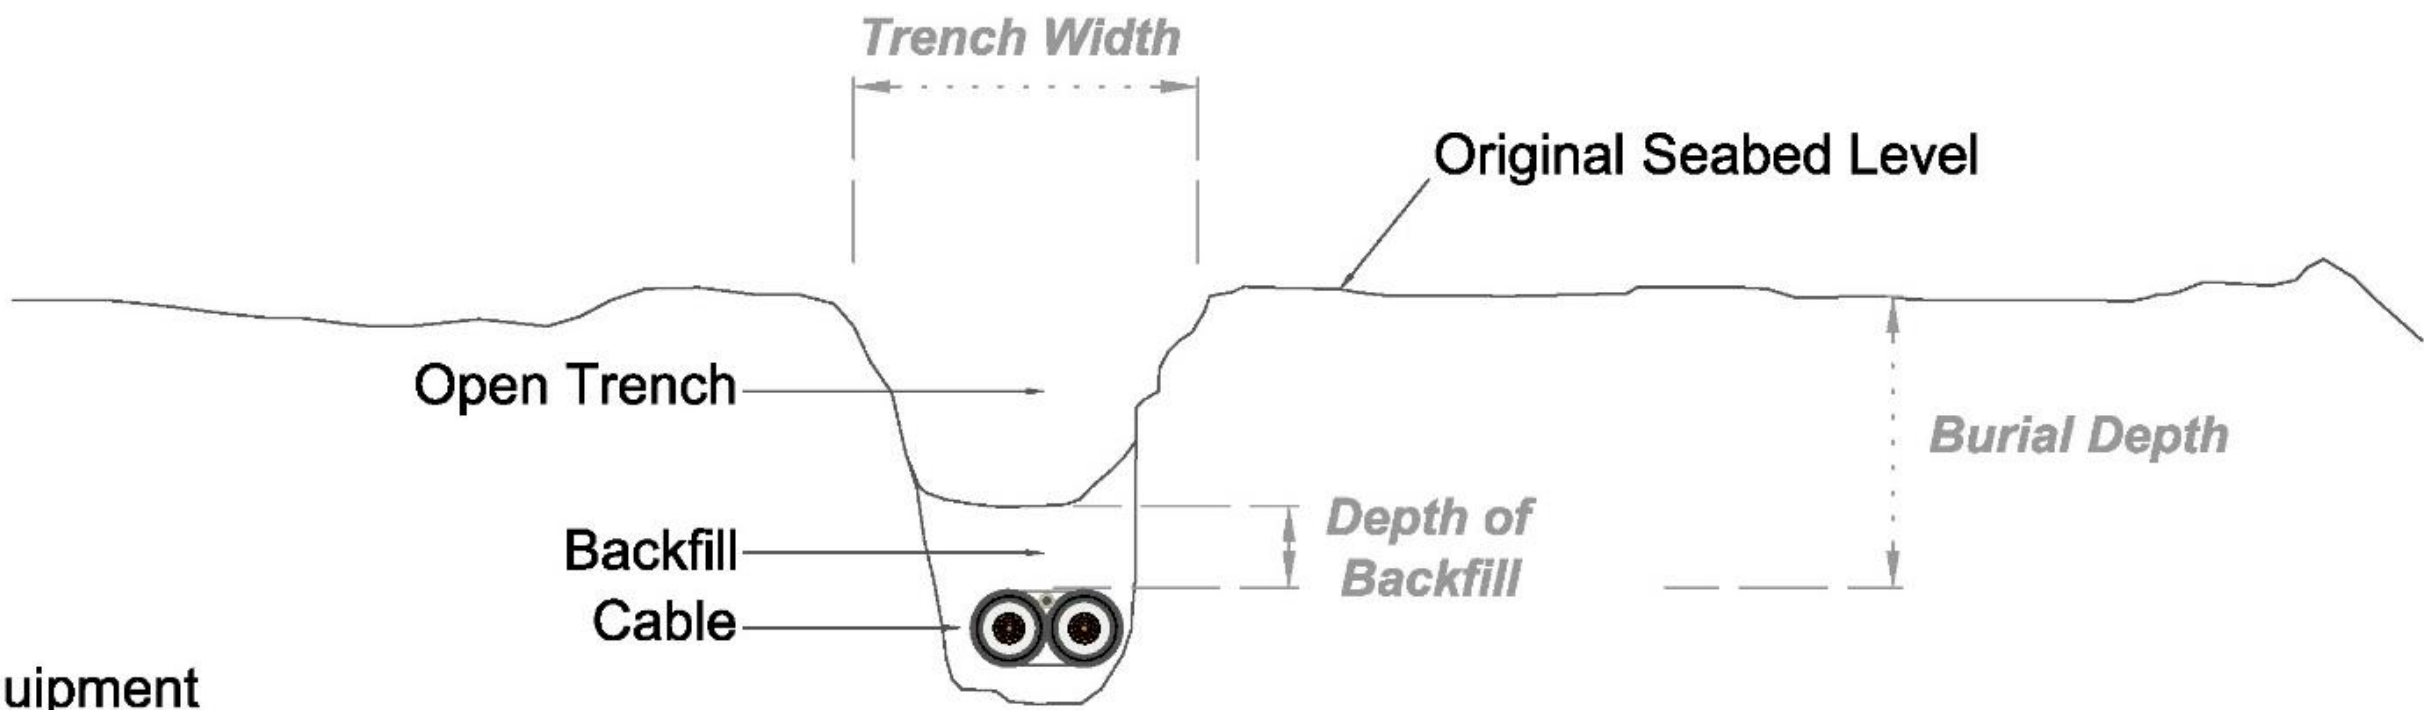 Trench Width
Original Seabed Level
Open Trench
Burial Depth
Depth of
Backfill
Backfill
Cable
uipment